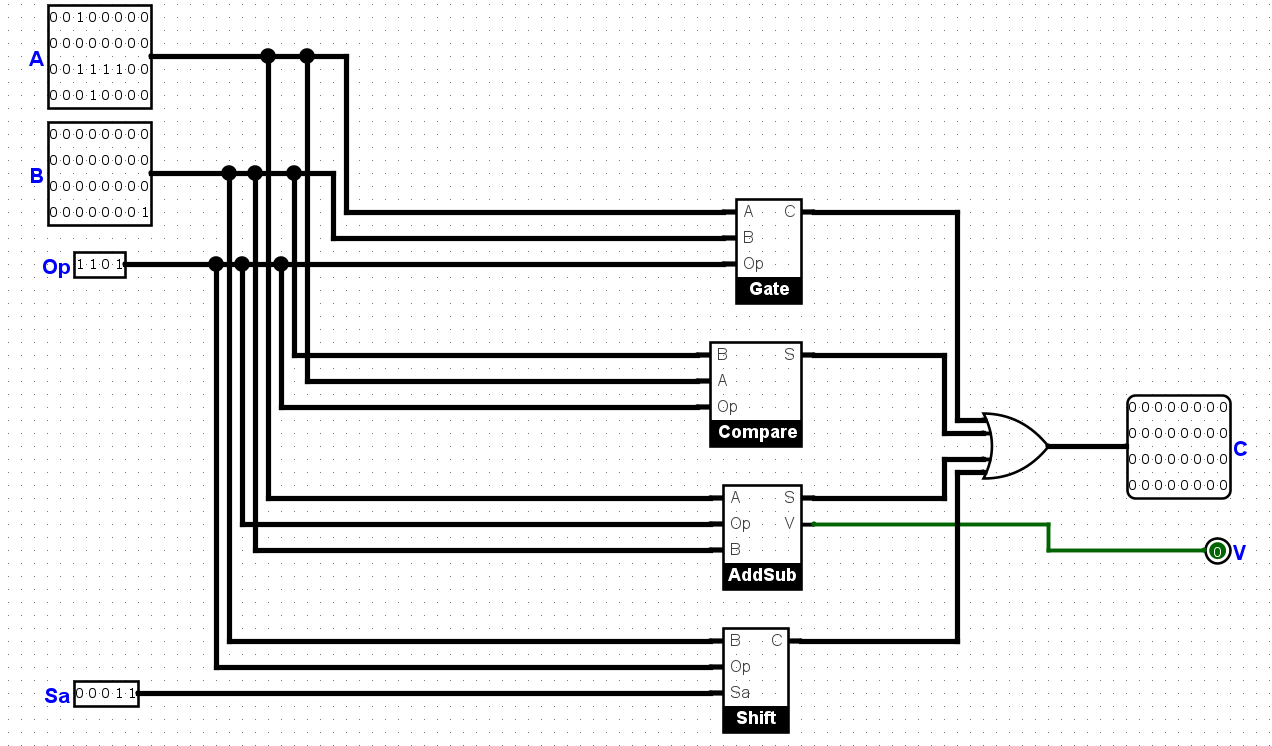 A
0 0 1 0 0 0 0 0
0 0 0 0 0 0 0 0
0 0 1 1 1 1 0 0
0 0 0 1 0 0 0 0
B
0 0 0 0 0 0 0 0
0 0 0 0 0 0 0 0
0 0 0 0 0 0 0 0
0 0 0 0 0 0 0 1
Op 1 1 0 1
A C
B
Op
Gate
B S
A
Op
Compare
0 0 0 0 0 0 0 0
0 0 0 0 0 0 0 0
0 0 0 0 0 0 0 0
0 0 0 0 0 0 0 0
C
A S
Op V
B
AddSub
0 V
B C
Op
Sa
Shift
Sa 0 0 0 1 1